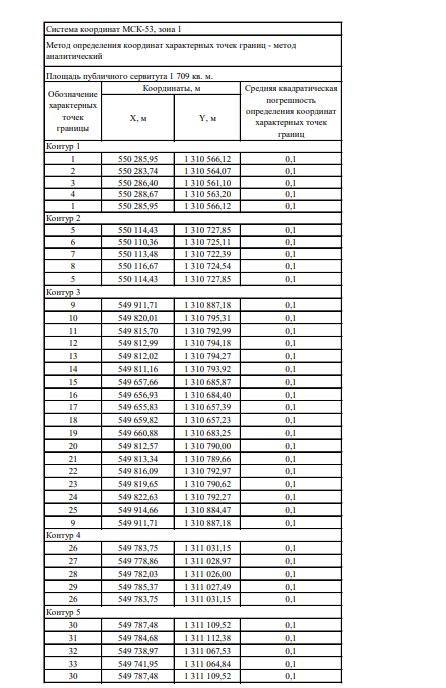 Система координат МСК-53, зона 1
Метод определения координат характерных точек границ - метод
аналитический
Площадь публичного сервитута 1 709 кв. м.
Обозначение характерных точек границы
Координаты, м
Средняя квадратическая погрешность определения координат характерных точек границ
X, м
Y, м
Контур 1
1 550 285,95 1 310 566,12 0,1
2 550 283,74 1 310 564,07 0,1
3 550 286,40 1 310 561,10 0,1
4 550 288,67 1 310 563,20 0,1
1 550 285,95 1 310 566,12 0,1
Контур 2
5 550 114,43 1 310 727,85 0,1
6 550 110,36 1 310 725,11 0,1
7 550 113,48 1 310 722,39 0,1
8 550 116,67 1 310 724,54 0,1
5 550 114,43 1 310 727,85 0,1
Контур 3
9 549 911,71 1 310 887,18 0,1
10 549 820,01 1 310 795,31 0,1
11 549 815,70 1 310 792,99 0,1
12 549 812,99 1 310 794,18 0,1
13 549 812,02 1 310 794,27 0,1
14 549 811,16 1 310 793,92 0,1
15 549 657,66 1 310 685,87 0,1
16 549 656,93 1 310 684,40 0,1
17 549 655,83 1 310 657,39 0,1
18 549 659,82 1 310 657,23 0,1
19 549 660,88 1 310 683,25 0,1
20 549 812,57 1 310 790,00 0,1
21 549 813,34 1 310 789,66 0,1
22 549 816,09 1 310 792,97 0,1
23 549 819,65 1 310 790,62 0,1
24 549 822,63 1 310 792,27 0,1
25 549 914,66 1 310 884,47 0,1
9 549 911,71 1 310 887,18 0,1
Контур 4
26 549 783,75 1 311 031,15 0,1
27 549 778,86 1 311 028,97 0,1
28 549 782,03 1 311 026,00 0,1
29 549 785,37 1 311 027,49 0,1
26 549 783,75 1 311 031,15 0,1
Контур 5
30 549 787,48 1 311 109,52 0,1
31 549 784,68 1 311 112,38 0,1
32 549 738,97 1 311 067,53 0,1
33 549 741,95 1 311 064,84 0,1
30 549 787,48 1 311 109,52 0,1